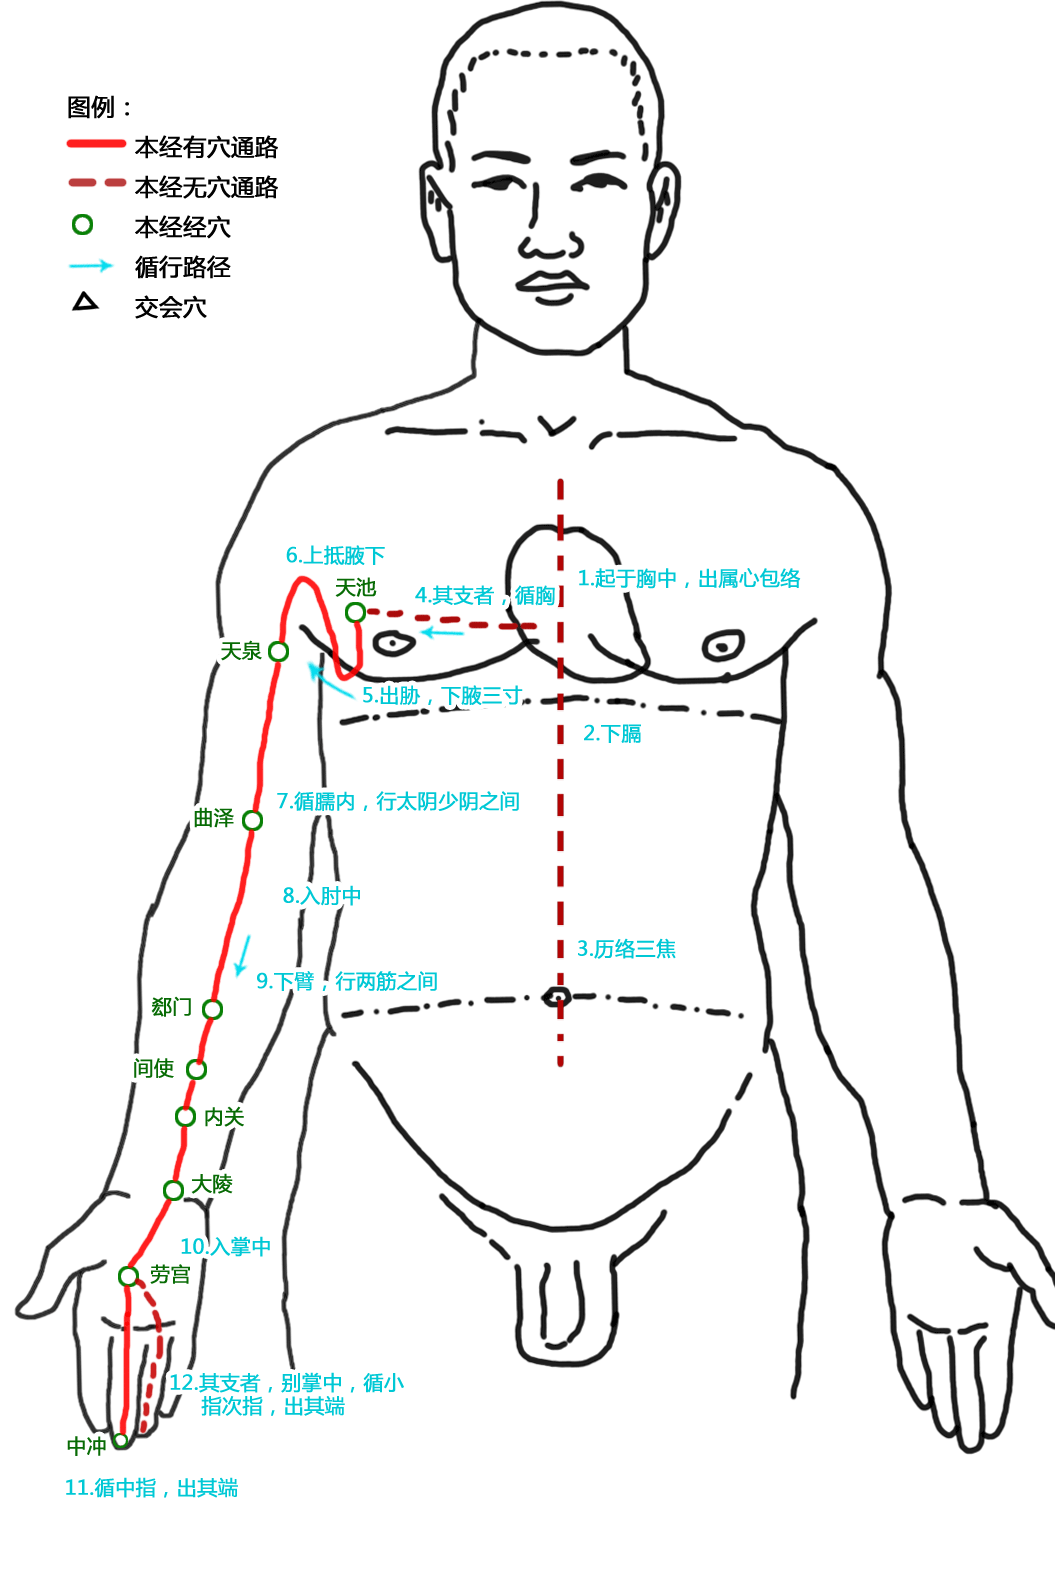 图例：
本经有穴通路
本经无穴通路
本经经穴
循行路径
交会穴
6.上抵腋下
天池
4.其支者，循胸
1.起于胸中，出属心包络
天泉
5.出胁，下腋三寸
2.下膈
7.循臑内，行太阴少阴之间
曲泽
8.入肘中
3.历络三焦
9.下臂，行两筋之间
郄门
间使
内关
大陵
10.入掌中
劳宫
12.其支者，别掌中，循小
指次指，出其端
中冲
11.循中指，出其端